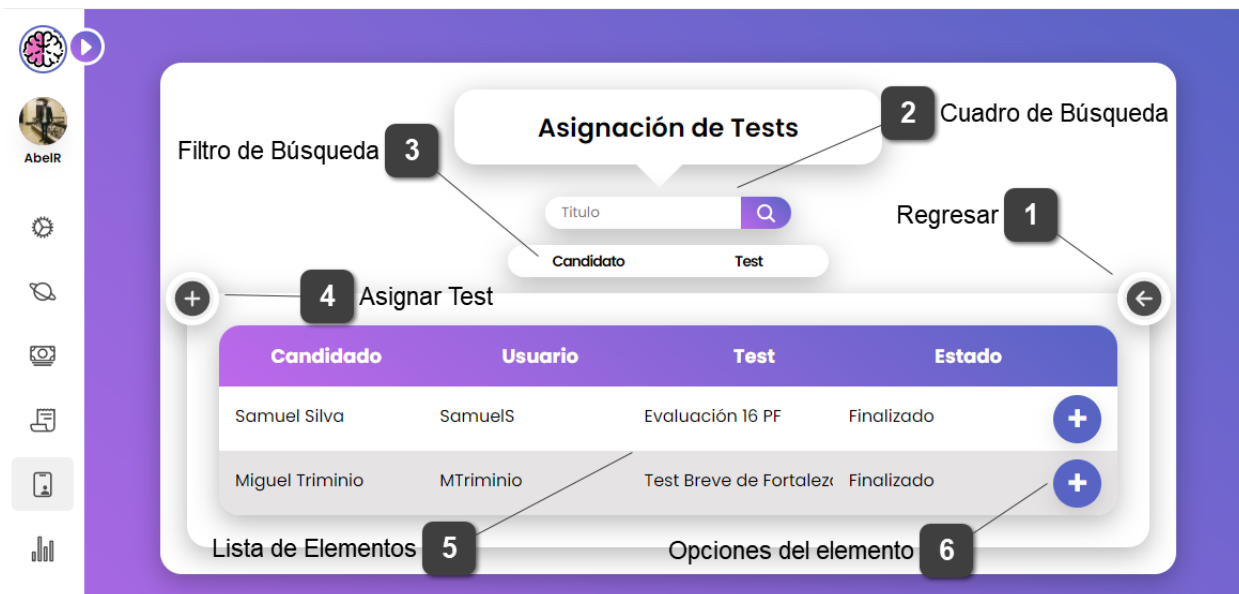 AbelR
Asignación de Tests
2 Cuadro de Búsqueda
Filtro de Búsqueda 3
Titulo
Regresar 1
Candidato Test
4 Asignar Test
Candidado Usuario Test Estado
Samuel Silva SamuelS Evaluación 16 PF Finalizado
Miguel Triminio MTriminio Test Breve de Fortalez Finalizado
Lista de Elementos 5
Opciones del elemento 6